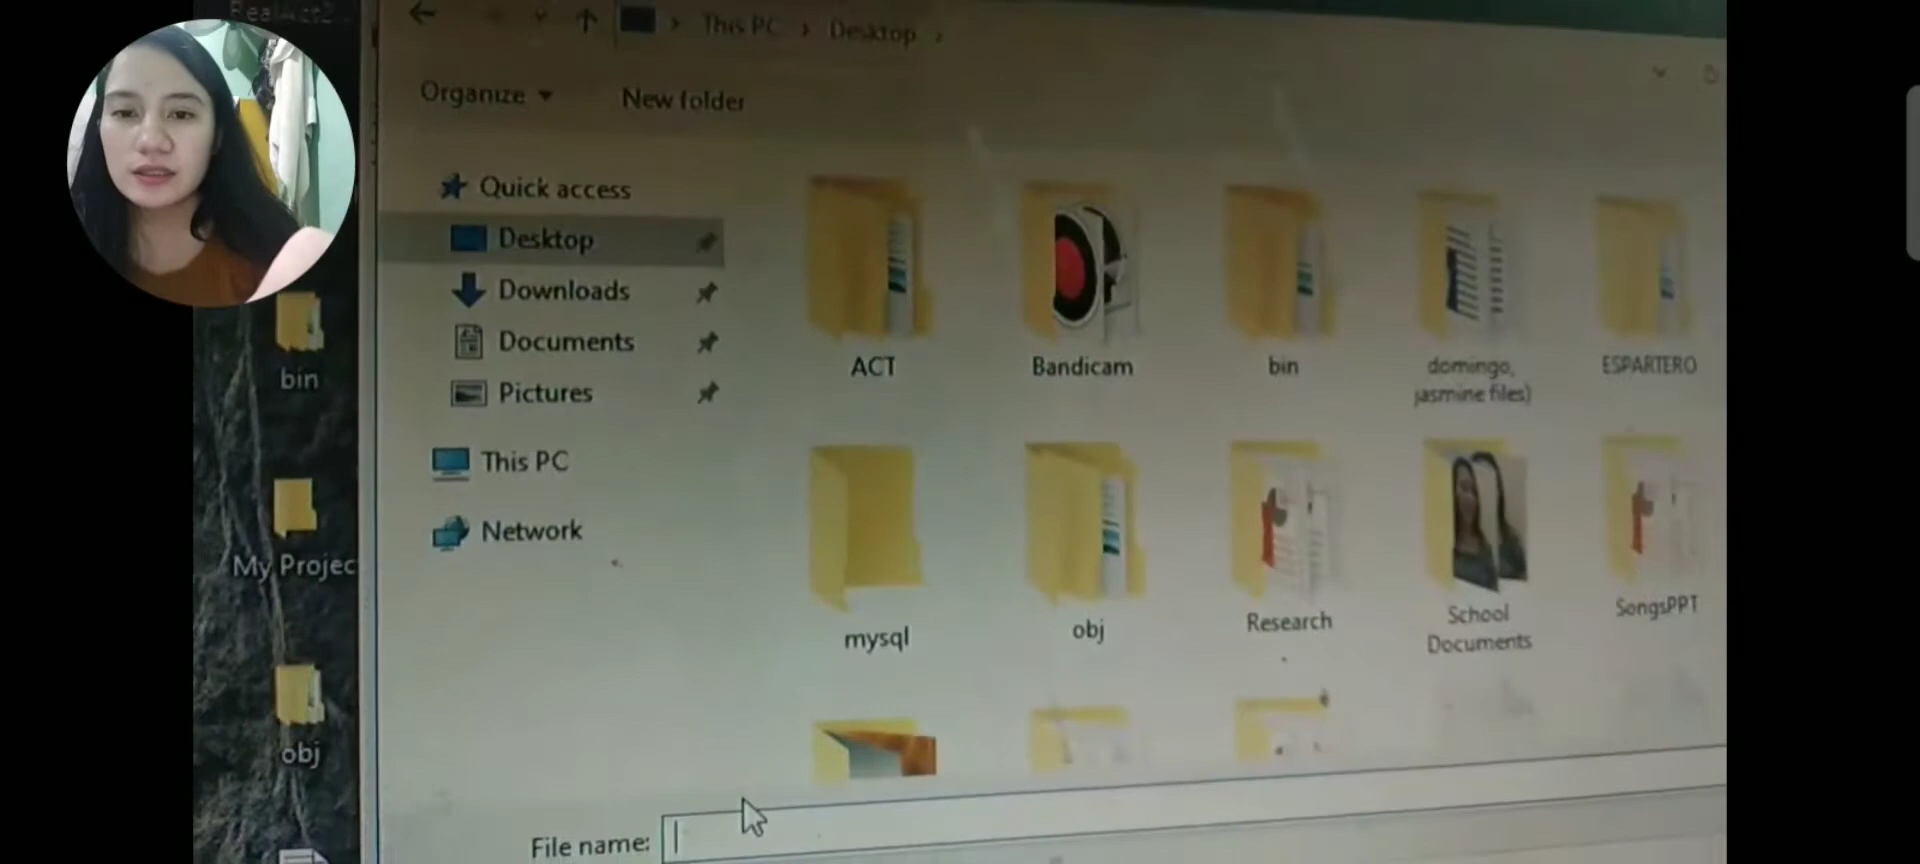 This PC > Desktop >
Organize
New folder
Quick access
Desktop
Downloads
Documents
Pictures
This PC
Network
ACT
Bandicam
bin
domingo,
jasmine files)
ESPARTERO
mysql
obj
Research
School
Documents
SongsPPT
bin
My Projec
obj
File name: